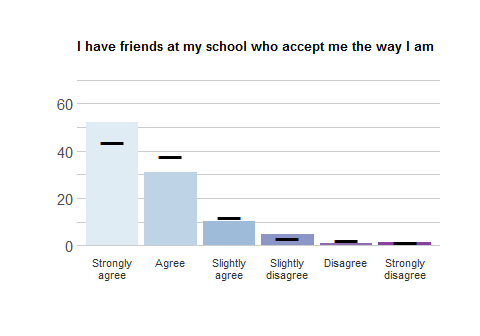 I have friends at my school who accept me the way I am
60
40
20
0
Strongly agree
Agree
Slightly agree
Slightly disagree
Disagree
Strongly disagree